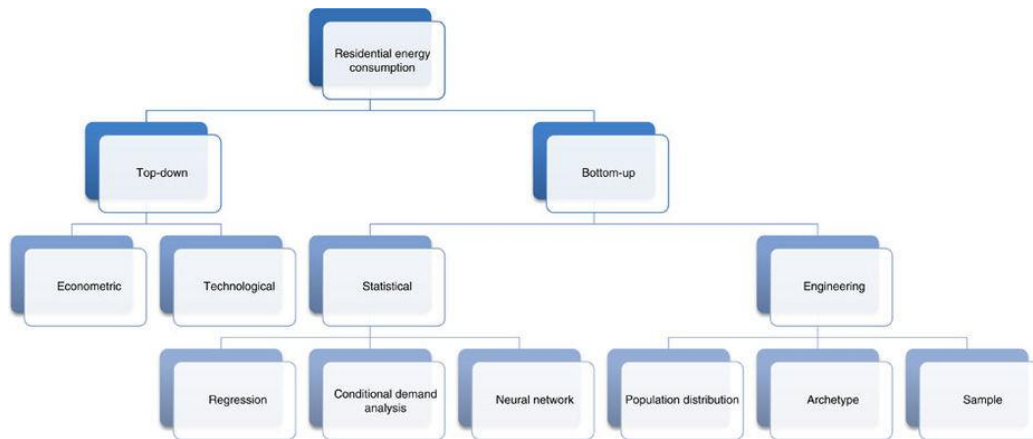 Residential energy
consumption
Top-down
Bottom-up
Econometric
Technological
Statistical
Engineering
Regression
Conditional demand
analysis
Neural network
Population distribution
Archetype
Sample